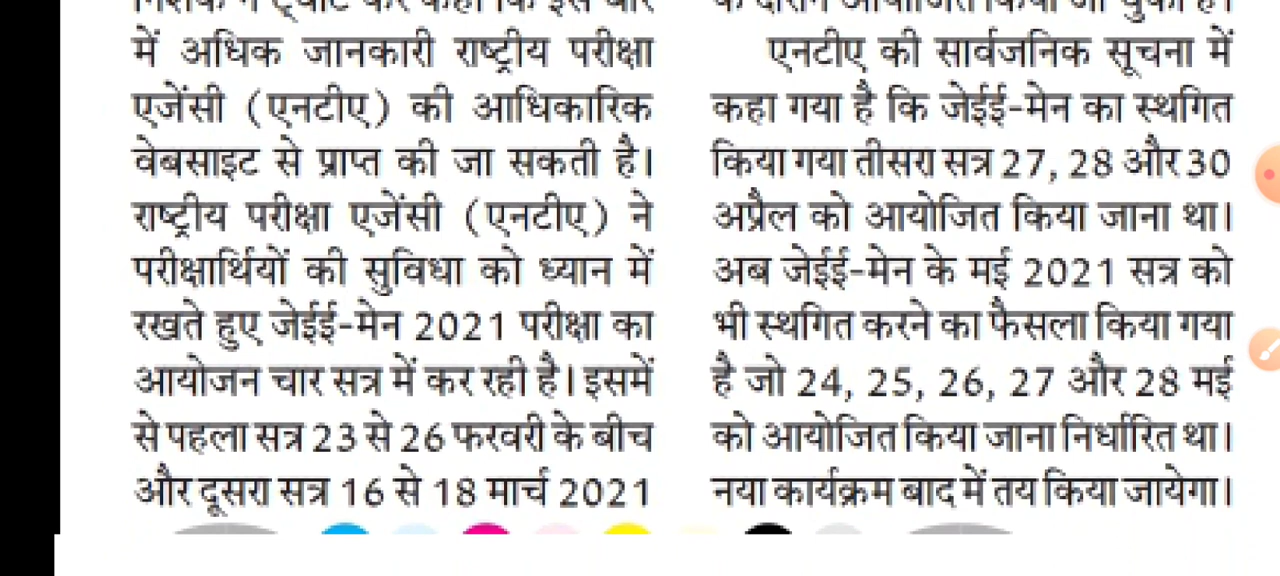 में अधिक जानकारी राष्ट्रीय परीक्षा
एजेंसी (एनटीए) की आधिकारिक
वेबसाइट से प्राप्त की जा सकती है।
राष्ट्रीय परीक्षा एजेंसी (एनटीए) ने
परीक्षार्थियों की सुविधा को ध्यान में
रखते हुए जेईई-मेन 2021 परीक्षा का
आयोजन चार सत्र में कर रही है। इसमें
से पहला सत्र 23 से 26 फरवरी के बीच
और दूसरा सत्र 16 से 18 मार्च 2021
एनटीए की सार्वजनिक सूचना में
कहा गया है कि जेईई-मेन का स्थगित
किया गया तीसरा सत्र 27, 28 और 30
अप्रैल को आयोजित किया जाना था।
अब जेईई-मेन के मई 2021 सत्र को
भी स्थगित करने का फैसला किया गया
है जो 24, 25, 26, 27 और 28 मई
को आयोजित किया जाना निर्धारित था।
नया कार्यक्रम बाद में तय किया जायेगा।